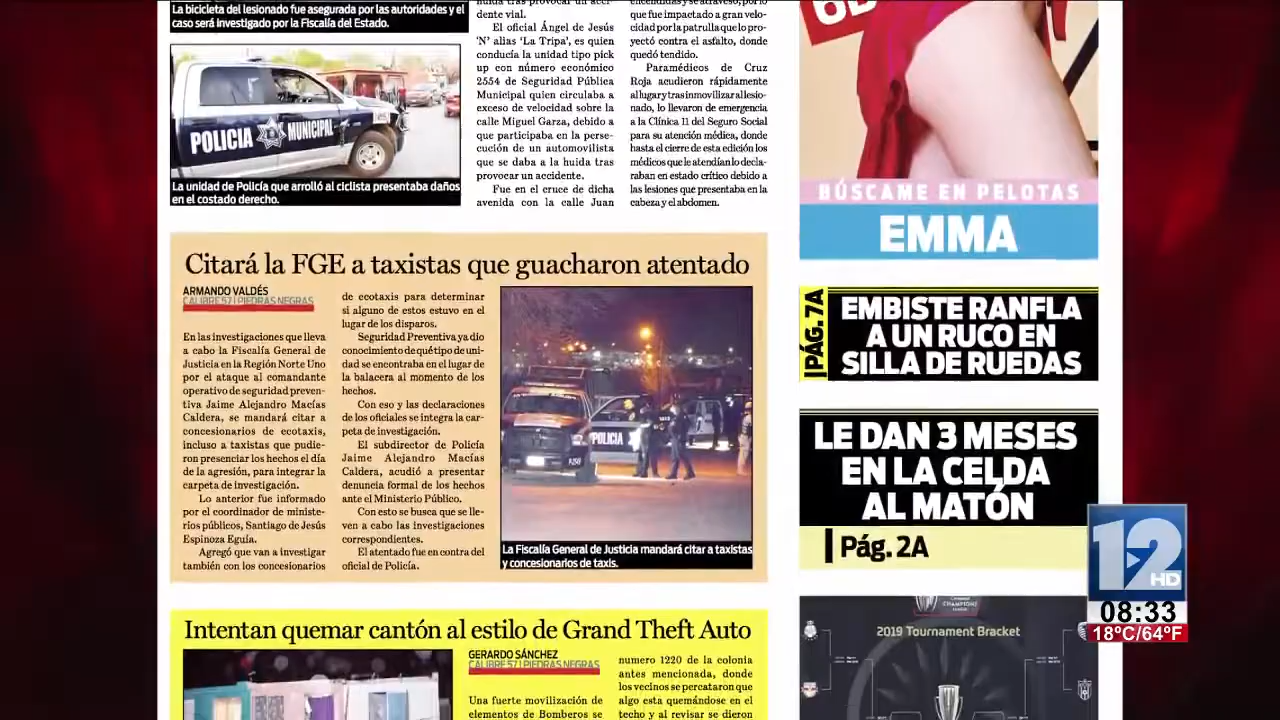 La bicicleta del lesionado fue asegurada por las autoridades y el
caso será investigado por la Fiscalía del Estado.
POLICIA MUNICIPAL
La unidad de Policía que arrolló al ciclista presentaba daños
en el costado derecho.
huida tras provocar un acci-
dente vial.
El oficial Ángel de Jesús
'N' alias 'La Tripa', es quien
conducía la unidad tipo pick
up con número económico
2554 de Seguridad Pública
Municipal quien circulaba a
exceso de velocidad sobre la
calle Miguel Garza, debido a
que participaba en la perse-
cución de un automovilista
que se daba a la huida tras
provocar un accidente.
Fue en el cruce de dicha
avenida con la calle Juan
encendidas y se atravesó, por lo
que fue impactado a gran velo-
cidad por la patrulla que lo pro-
yectó contra el asfalto, donde
quedó tendido.
Paramédicos de Cruz
Roja acudieron rápidamente
al lugar y tras inmovilizar al lesio-
nado, lo llevaron de emergencia
a la Clínica 11 del Seguro Social
para su atención médica, donde
hasta el cierre de esta edición los
médicos que le atendían lo decla-
raban en estado crítico debido a
las lesiones que presentaba en la
cabeza y el abdomen.
Citará la FGE a taxistas que guacharon atentado
ARMANDO VALDÉS
CALIBRE 57 | PIEDRAS NEGRAS
En las investigaciones que lleva
a cabo la Fiscalía General de
Justicia en la Región Norte Uno
por el ataque al comandante
operativo de seguridad preven-
tiva Jaime Alejandro Macías
Caldera, se mandará citar a
concesionarios de ecotaxis,
incluso a taxistas que pudie-
ron presenciar los hechos el día
de la agresión, para integrar la
carpeta de investigación.
Lo anterior fue informado
por el coordinador de ministe-
rios públicos, Santiago de Jesús
Espinoza Eguía.
Agregó que van a investigar
también con los concesionarios
de ecotaxis para determinar
si alguno de estos estuvo en el
lugar de los disparos.
Seguridad Preventiva ya dio
conocimiento de qué tipo de uni-
dad se encontraba en el lugar de
la balacera al momento de los
hechos.
Con eso y las declaraciones
de los oficiales se integra la car-
peta de investigación.
El subdirector de Policía
Jaime Alejandro Macías
Caldera, acudió a presentar
denuncia formal de los hechos
ante el Ministerio Público.
Con esto se busca que se lle-
ven a cabo las investigaciones
correspondientes.
El atentado fue en contra del
oficial de Policía.
POLICIA
La Fiscalía General de Justicia mandará citar a taxistas
y concesionarios de taxis.
Intentan quemar cantón al estilo de Grand Theft Auto
GERARDO SÁNCHEZ
CALIBRE 57 | PIEDRAS NEGRAS
Una fuerte movilización de
elementos de Bomberos se
numero 1220 de la colonia
antes mencionada, donde
los vecinos se percataron que
algo esta quemándose en el
techo y al revisar se dieron
BÚSCAME EN PELOTAS
EMMA
PÁG. 7A
EMBISTE RANFLA
A UN RUCO EN
SILLA DE RUEDAS
LE DAN 3 MESES
EN LA CELDA
AL MATÓN
Pág. 2A
CHAMPIONS
LEAGUE
2019 Tournament Bracket
12
HD
08:33
18°C/64°F